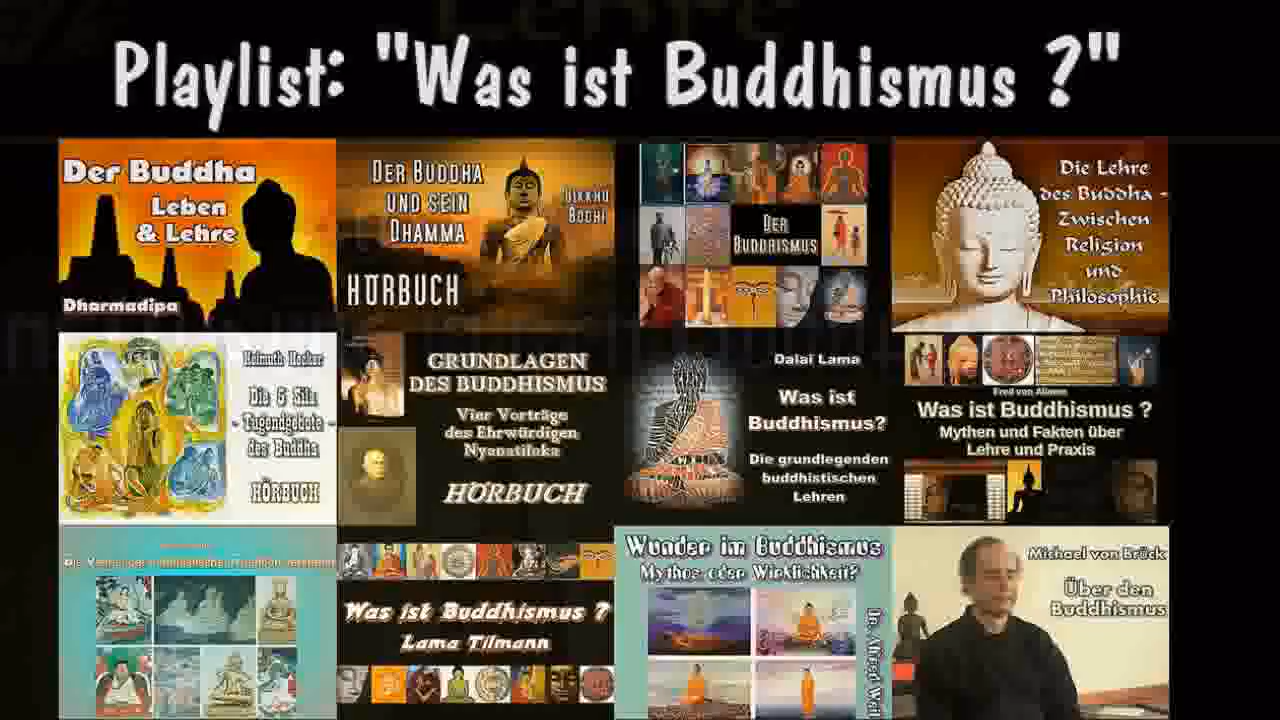 Playlist: "Was ist Buddhismus ?"
Der Buddha
Leben
& Lehre
Dharmadipa
DER BUDDHA
UND SEIN
DHAMMA
BIKKHU
BODHI
HÖRBUCH
DER
BUDDHISMUS
Die Lehre
des Buddha -
Zwischen
Religion
und
Philosophie
Hellmuth Hecker
Die 5 Sila
- Tugendgebote -
des Buddha
HÖRBUCH
GRUNDLAGEN
DES BUDDHISMUS
Vier Vorträge
des Ehrwürdigen
Nyanatiloka
HÖRBUCH
Dalai Lama
Was ist
Buddhismus?
Die grundlegenden
buddhistischen
Lehren
Fred von Allmen
Was ist Buddhismus ?
Mythen und Fakten über
Lehre und Praxis
Was ist Buddhismus ?
Lama Tilmann
Wunder im Buddhismus
Mythos oder Wirklichkeit?
Dr. Alfred Weil
Michael von Brück
Über den
Buddhismus